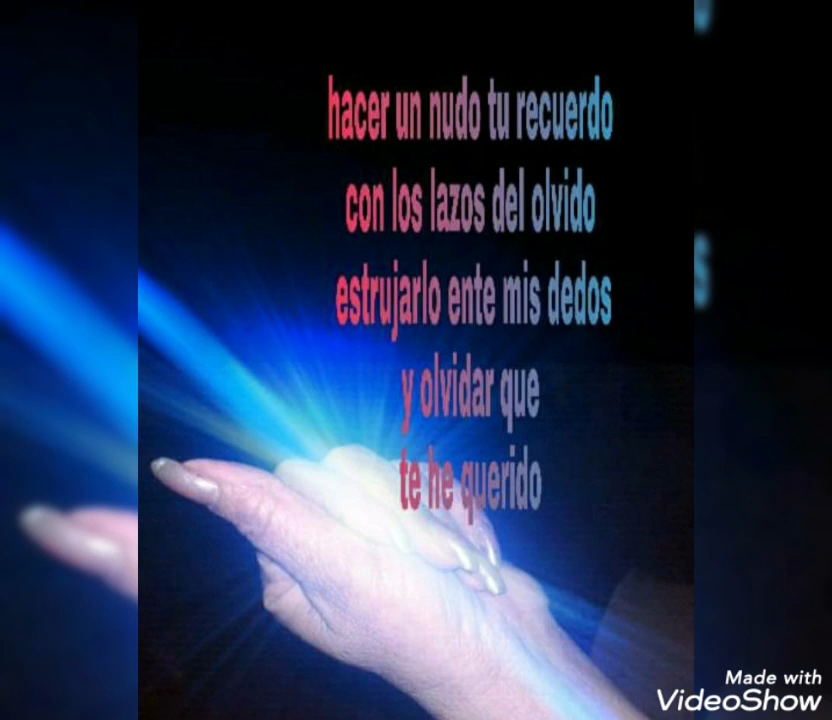 hacer un nudo tu recuerdo
con los lazos del olvido
estrujarlo ente mis dedos
y olvidar que
te he querido
Made with
VideoShow